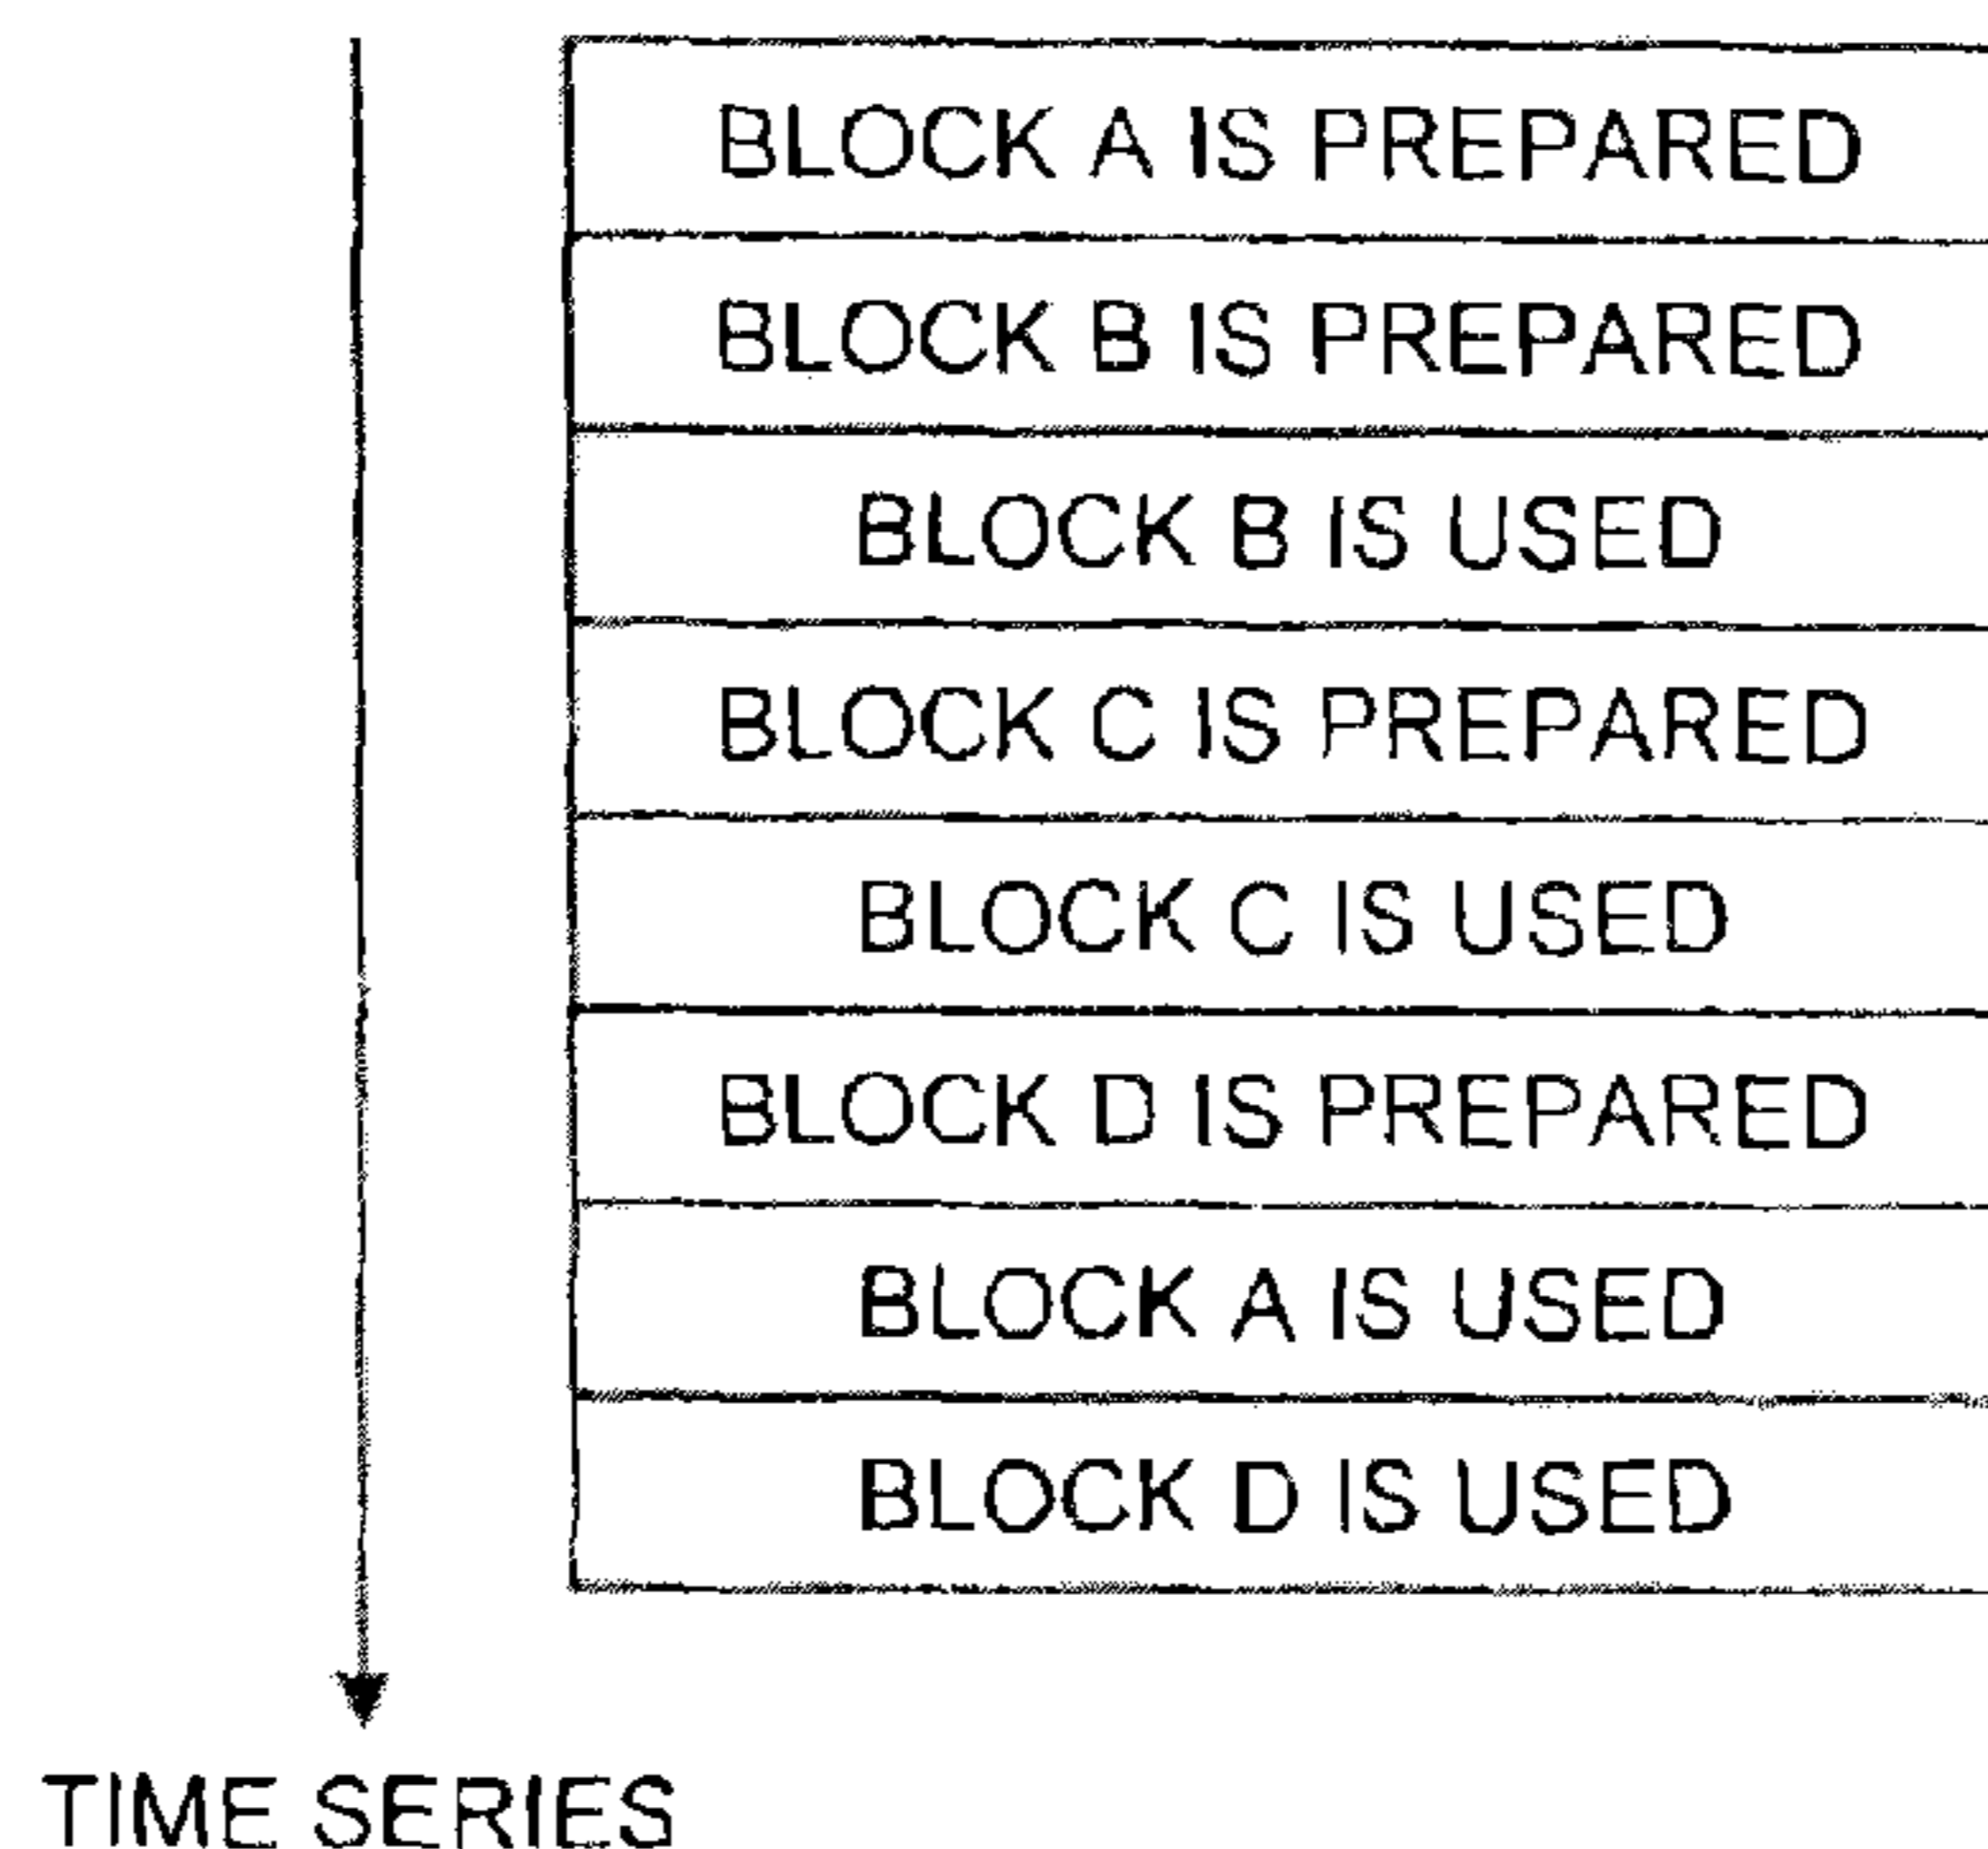 BLOCK A IS PREPARED
BLOCK B IS PREPARED
BLOCK B IS USED
BLOCK C IS PREPARED
BLOCK C IS USED
BLOCK D IS PREPARED
BLOCK A IS USED
BLOCK D IS USED
TIME SERIES